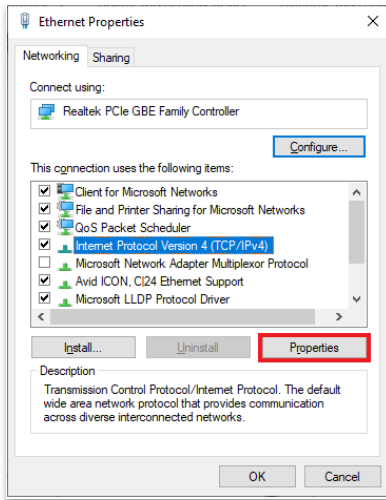 Ethernet Properties
Networking Sharing
Connect using:
Realtek PCIe GBE Family Controller
Configure...
This connection uses the following items:
Client for Microsoft Networks
File and Printer Sharing for Microsoft Networks
QoS Packet Scheduler
Internet Protocol Version 4 (TCP/IPv4)
Microsoft Network Adapter Multiplexor Protocol
Avid ICON, C|24 Ethernet Support
Microsoft LLDP Protocol Driver
Install... Uninstall Properties
Description
Transmission Control Protocol/Internet Protocol. The default
wide area network protocol that provides communication
across diverse interconnected networks.
OK Cancel